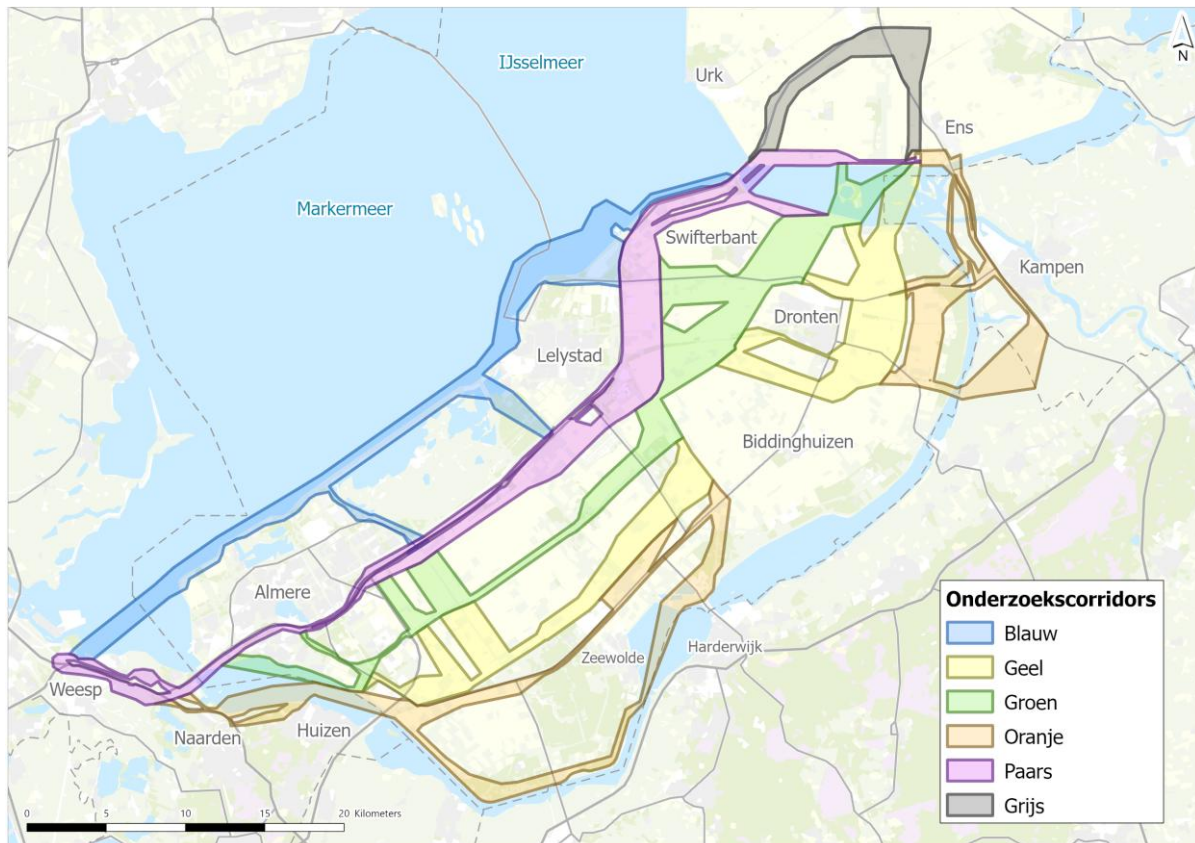 IJsselmeer
Urk
N
Ens
Markermeer
Swifterbant
Kampen
Dronten
Lelystad
Biddinghuizen
Almere
Zeewolde
Harderwijk
Weesp
Huizen
Naarden
Onderzoekscorridors
Blauw
Geel
Groen
Oranje
Paars
Grijs
0 5 10 15 20 Kilometers